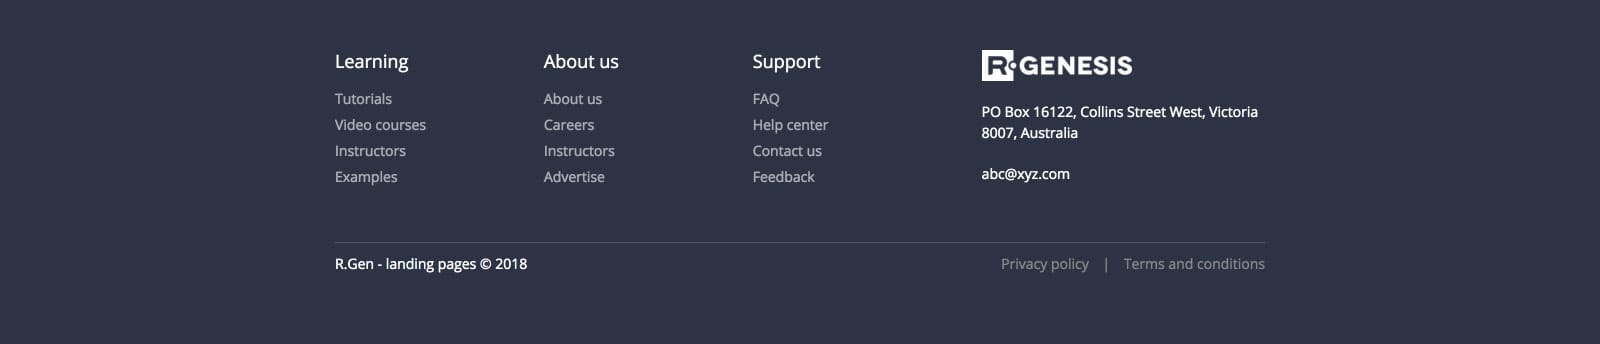 Learning
Tutorials
Video courses
Instructors
Examples
About us
About us
Careers
Instructors
Advertise
Support
FAQ
Help center
Contact us
Feedback
R.GENESIS
PO Box 16122, Collins Street West, Victoria
8007, Australia
abc@xyz.com
R.Gen - landing pages © 2018
Privacy policy | Terms and conditions